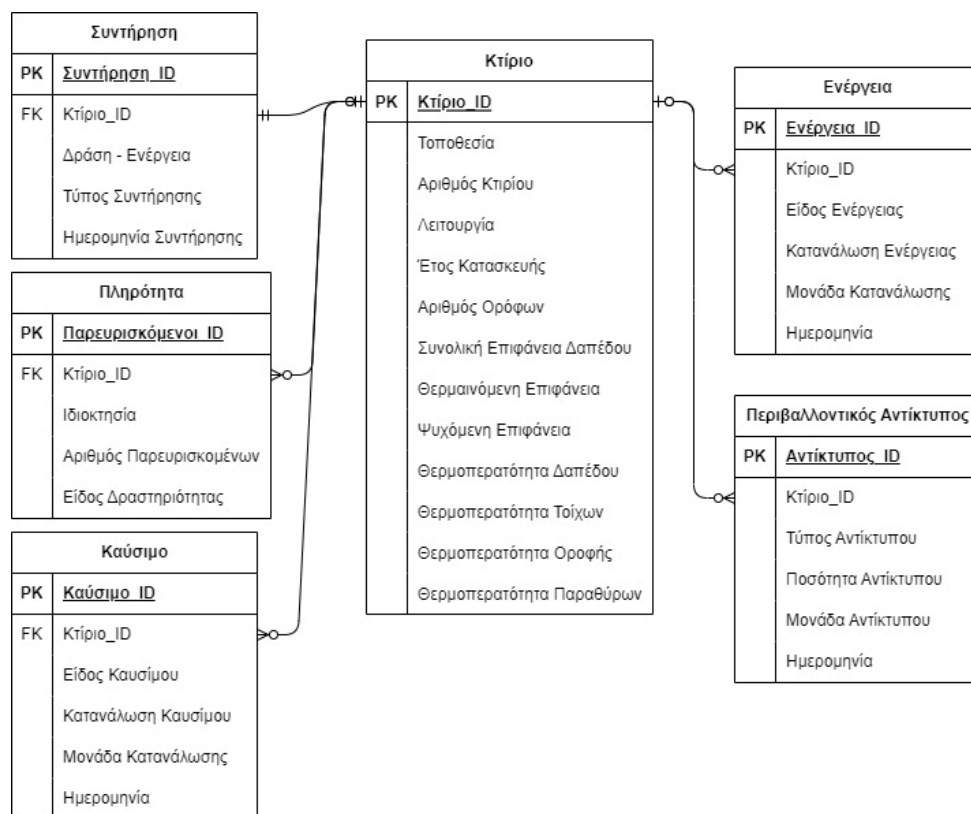 Συντήρηση
PK Συντήρηση_ID
FK Κτίριο_ID
Δράση - Ενέργεια
Τύπος Συντήρησης
Ημερομηνία Συντήρησης
Πληρότητα
PK Παρευρισκόμενοι_ID
FK Κτίριο_ID
Ιδιοκτησία
Αριθμός Παρευρισκομένων
Είδος Δραστηριότητας
Καύσιμο
PK Καύσιμο_ID
FK Κτίριο_ID
Είδος Καυσίμου
Κατανάλωση Καυσίμου
Μονάδα Κατανάλωσης
Ημερομηνία
Κτίριο
PK Κτίριο_ID
Τοποθεσία
Αριθμός Κτιρίου
Λειτουργία
Έτος Κατασκευής
Αριθμός Ορόφων
Συνολική Επιφάνεια Δαπέδου
Θερμαινόμενη Επιφάνεια
Ψυχόμενη Επιφάνεια
Θερμοπερατότητα Δαπέδου
Θερμοπερατότητα Τοίχων
Θερμοπερατότητα Οροφής
Θερμοπερατότητα Παραθύρων
Ενέργεια
PK Ενέργεια_ID
Κτίριο_ID
Είδος Ενέργειας
Κατανάλωση Ενέργειας
Μονάδα Κατανάλωσης
Ημερομηνία
Περιβαλλοντικός Αντίκτυπος
PK Αντίκτυπος_ID
Κτίριο_ID
Τύπος Αντίκτυπου
Ποσότητα Αντίκτυπου
Μονάδα Αντίκτυπου
Ημερομηνία